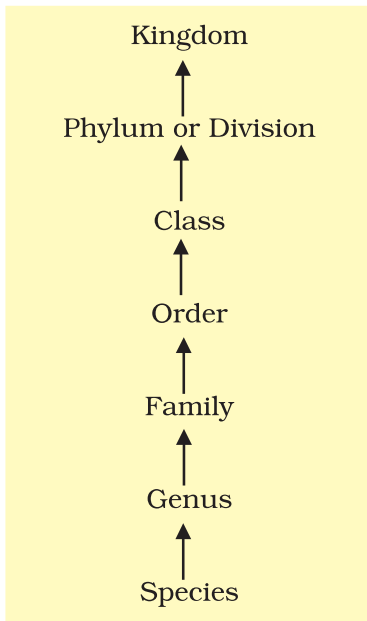 Kingdom
Phylum or Division
Class
Order
Family
Genus
Species